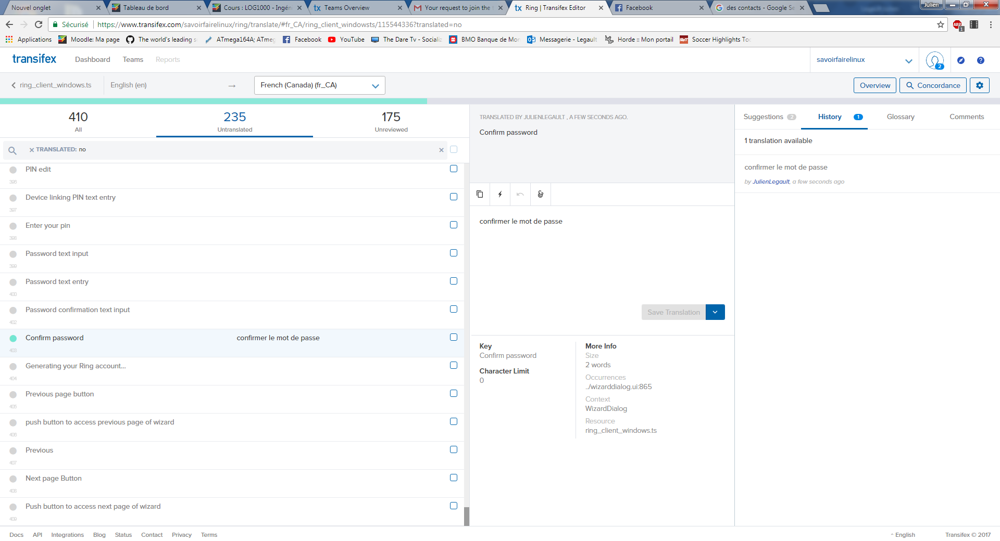 Nouvel onglet
Tableau de bord
Cours : LOG1000 - Ingén
Teams Overview
Your request to join the
Ring | Transifex Editor
Facebook
des contacts - Google Se
Julien
Sécurisé
https://www.transifex.com/savoirfairelinux/ring/translate/#fr_CA/ring_client_windowsts/115544336?translated=no
ABP
1
Applications
Moodle: Ma page
The world's leading s
ATmega164A; ATmeg
Facebook
YouTube
The Dare Tv - Socializ
BMO Banque de Mon
Messagerie - Legault
Horde :: Mon portail
Soccer Highlights Too
transifex
Dashboard
Teams
Reports
savoirfairelinux
2
ring_client_windows.ts
English (en)
→
French (Canada) (fr_CA)
Overview
Concordance
410
All
235
Untranslated
175
Unreviewed
TRANSLATED: no
PIN edit
396
Device linking PIN text entry
397
Enter your pin
398
Password text input
399
Password text entry
400
Password confirmation text input
402
Confirm password
confirmer le mot de passe
403
Generating your Ring account...
404
Previous page button
405
push button to access previous page of wizard
406
Previous
407
Next page Button
408
Push button to access next page of wizard
409
TRANSLATED BY JULIENLEGAULT , A FEW SECONDS AGO.
Confirm password
confirmer le mot de passe
Save Translation
Key
Confirm password
Character Limit
0
More Info
Size
2 words
Occurrences
../wizarddialog.ui:865
Context
WizardDialog
Resource
ring_client_windows.ts
Suggestions 2
History 1
Glossary
Comments
1 translation available
confirmer le mot de passe
by JulienLegault, a few seconds ago
Docs
API
Integrations
Blog
Status
Contact
Privacy
Terms
English
Transifex © 2017